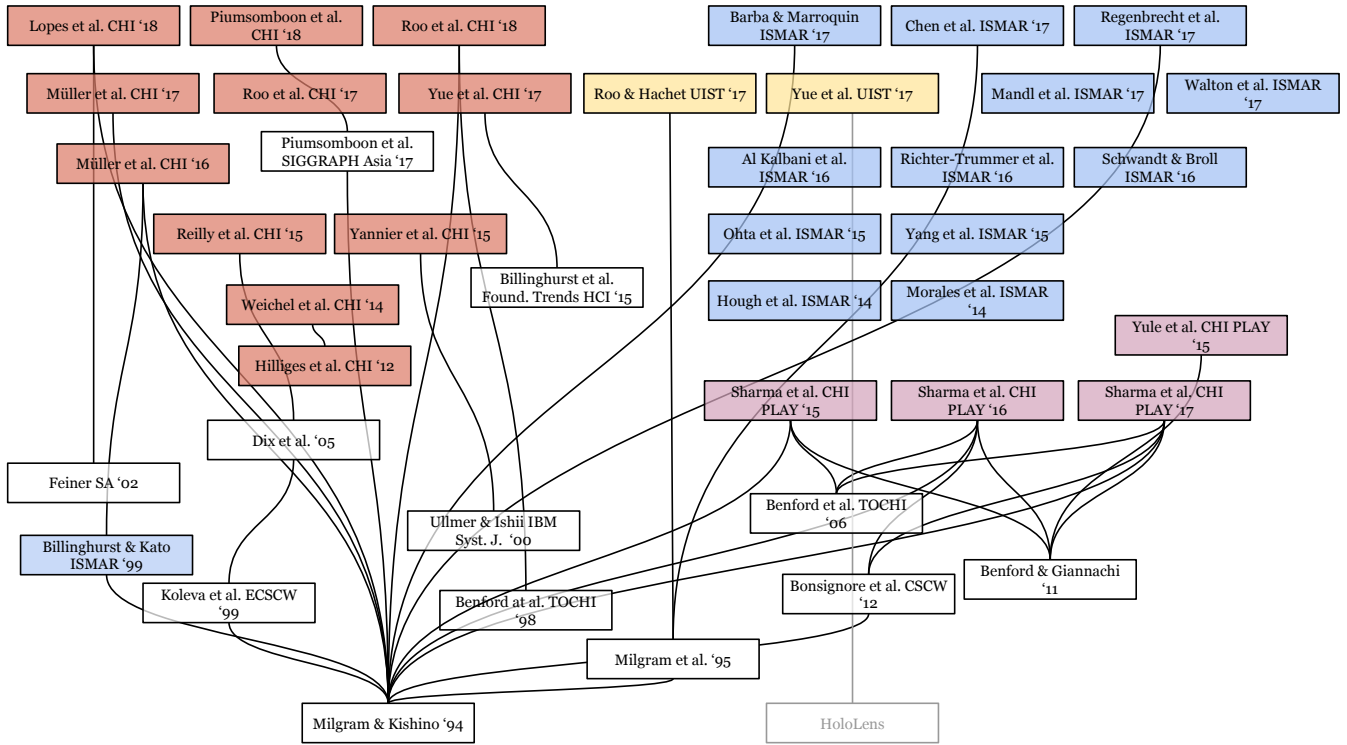 Lopes et al. CHI ‘18
Piumsomboon et al.
CHI ‘18
Roo et al. CHI ‘18
Barba & Marroquin
ISMAR ‘17
Chen et al. ISMAR ‘17
Regenbrecht et al.
ISMAR ‘17
Müller et al. CHI ‘17
Roo et al. CHI ‘17
Yue et al. CHI ‘17
Roo & Hachet UIST ‘17
Yue et al. UIST ‘17
Mandl et al. ISMAR ‘17
Walton et al. ISMAR
‘17
Piumsomboon et al.
SIGGRAPH Asia ‘17
Müller et al. CHI ‘16
Al Kalbani et al.
ISMAR ‘16
Richter-Trummer et al.
ISMAR ‘16
Schwandt & Broll
ISMAR ‘16
Reilly et al. CHI ‘15
Yannier et al. CHI ‘15
Ohta et al. ISMAR ‘15
Yang et al. ISMAR ‘15
Billinghurst et al.
Found. Trends HCI ‘15
Weichel et al. CHI ‘14
Hough et al. ISMAR ‘14
Morales et al. ISMAR
‘14
Yule et al. CHI PLAY
‘15
Hilliges et al. CHI ‘12
Sharma et al. CHI
PLAY ‘15
Sharma et al. CHI
PLAY ‘16
Sharma et al. CHI
PLAY ‘17
Dix et al. ‘05
Feiner SA ‘02
Benford et al. TOCHI
‘06
Ullmer & Ishii IBM
Syst. J. ‘00
Billinghurst & Kato
ISMAR ‘99
Benford & Giannachi
‘11
Koleva et al. ECSCW
‘99
Benford at al. TOCHI
‘98
Bonsignore et al. CSCW
‘12
Milgram et al. ‘95
Milgram & Kishino ‘94
HoloLens